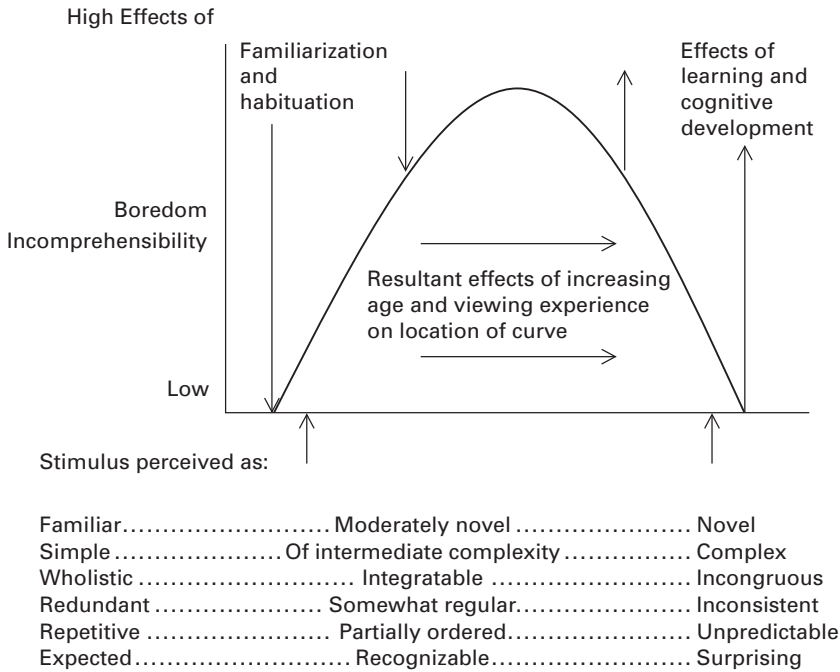 High Effects of
Familiarization
and
habituation
Effects of
learning and
cognitive
development
Boredom
Incomprehensibility
Resultant effects of increasing
age and viewing experience
on location of curve
Low
Stimulus perceived as:
Familiar.......................... Moderately novel ...................... Novel
Simple .....................Of intermediate complexity ................ Complex
Wholistic .............................. Integratable ......................... Incongruous
Redundant ..................... Somewhat regular...................... Inconsistent
Repetitive ....................... Partially ordered....................... Unpredictable
Expected........................... Recognizable......................... Surprising